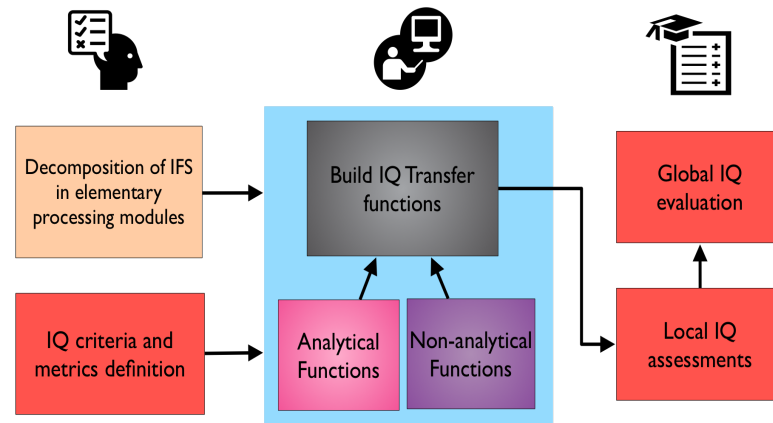 Decomposition of IFS
in elementary
processing modules
IQ criteria and
metrics definition
Build IQ Transfer
functions
Analytical
Functions
Non-analytical
Functions
Global IQ
evaluation
Local IQ
assessments